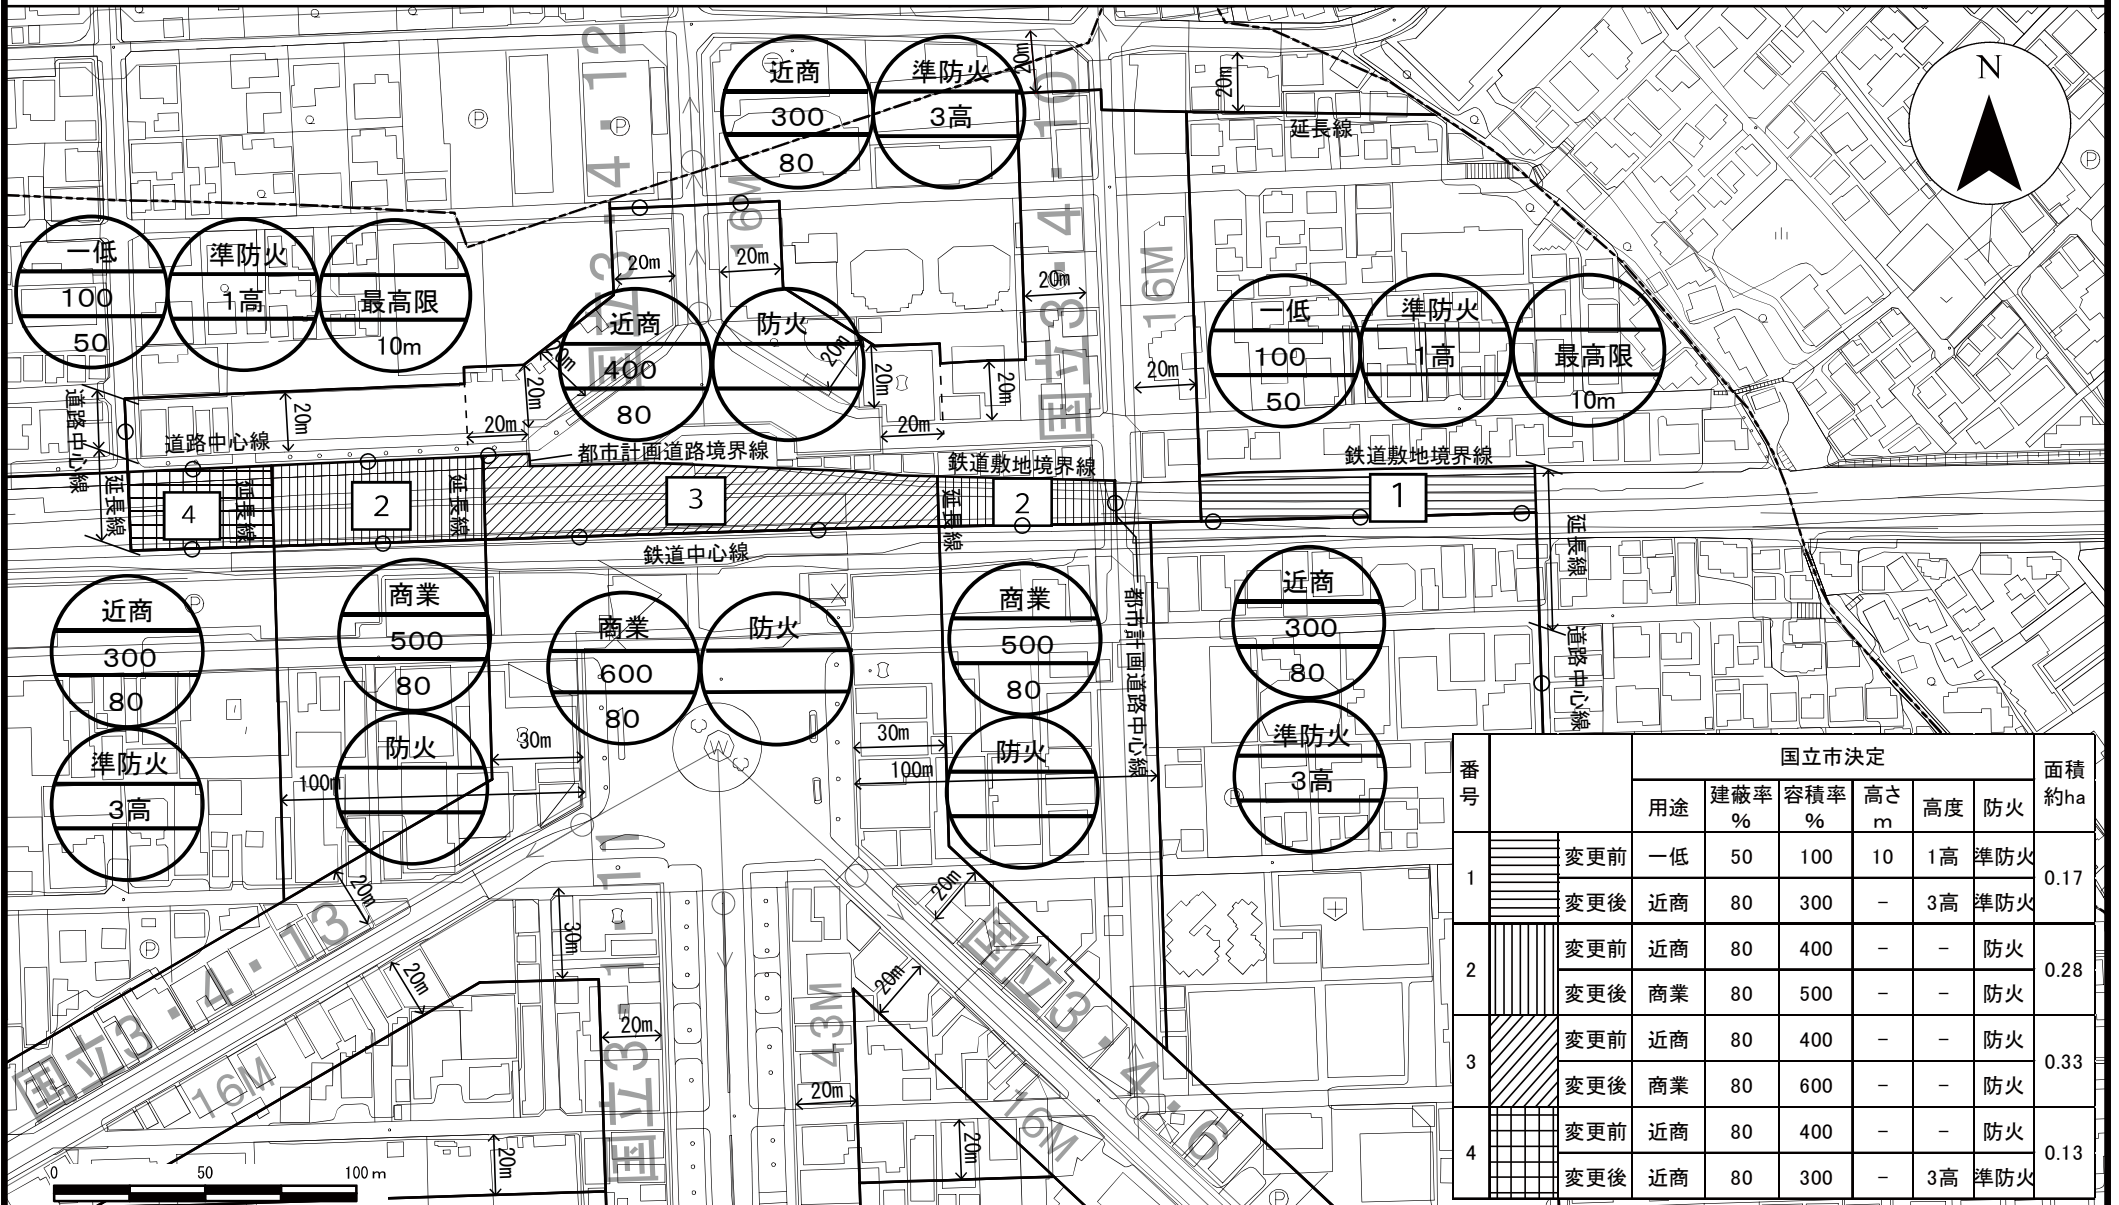 国立3・4・12
16M
近商
300
80
準防火
3高
20m
国立3・4・10
16M
20m
延長線
N
一低
100
50
準防火
1高
最高限
10m
20m
20m
20m
20m
近商
400
80
防火
20m
20m
20m
20m
20m
20m
20m
20m
一低
100
50
準防火
1高
最高限
10m
道路中心線
道路中心線
20m
都市計画道路境界線
鉄道敷地境界線
鉄道敷地境界線
延長線
4
延長線
2
延長線
3
延長線
2
1
延長線
鉄道中心線
都市計画道路中心線
道路中心線
近商
300
80
準防火
3高
商業
500
80
防火
商業
600
80
防火
商業
500
80
防火
近商
300
80
準防火
3高
100m
30m
30m
100m
20m
20m
20m
20m
30m
20m
20m
20m
20m
国立3・4・13
16M
国立3・1・11
43M
国立3・4・6
16M
0 50 100m
番号 国立市決定 面積約ha
用途 建蔽率% 容積率% 高さm 高度 防火
1 変更前 一低 50 100 10 1高 準防火 0.17
変更後 近商 80 300 - 3高 準防火
2 変更前 近商 80 400 - - 防火 0.28
変更後 商業 80 500 - - 防火
3 変更前 近商 80 400 - - 防火 0.33
変更後 商業 80 600 - - 防火
4 変更前 近商 80 400 - - 防火 0.13
変更後 近商 80 300 - 3高 準防火